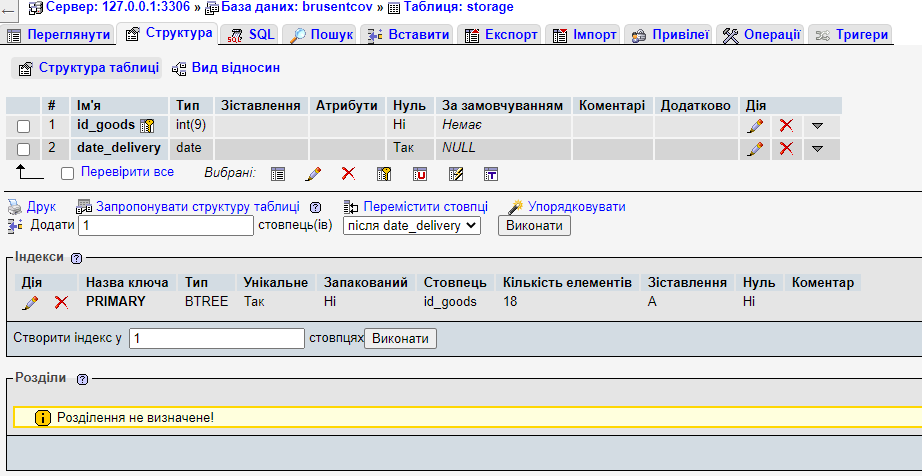 Сервер: 127.0.0.1:3306 » База даних: brusentcov » Таблиця: storage
Переглянути Структура SQL Пошук Вставити Експорт Імпорт Привілеї Операції Тригери
Структура таблиці Вид відносин
# Ім'я Тип Зіставлення Атрибути Нуль За замовчуванням Коментарі Додатково Дія
1 id_goods int(9) Ні Немає
2 date_delivery date Так NULL
Перевірити все Вибрані:
Друк Запропонувати структуру таблиці Перемістити стовпці Упорядковувати
Додати 1 стовпець(ів) після date_delivery Виконати
Індекси
Дія Назва ключа Тип Унікальне Запакований Стовпець Кількість елементів Зіставлення Нуль Коментар
PRIMARY BTREE Так Ні id_goods 18 A Ні
Створити індекс у 1 стовпцях Виконати
Розділи
Розділення не визначене!